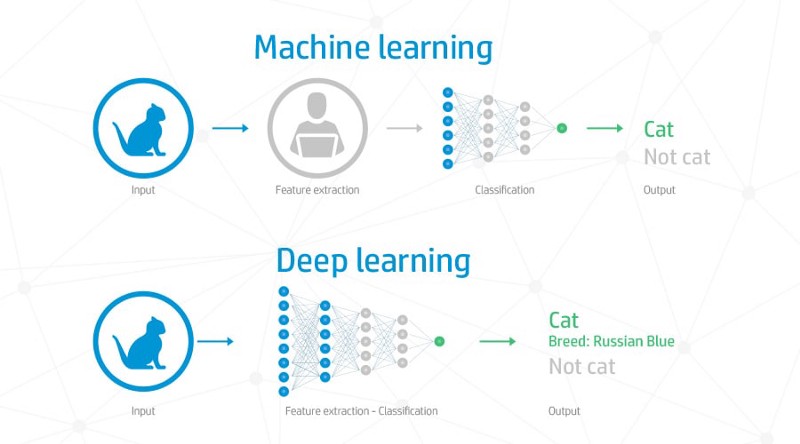 Machine learning
Cat
Not cat
Input
Feature extraction
Classification
Output
Deep learning
Cat
Breed: Russian Blue
Not cat
Input
Feature extraction - Classification
Output